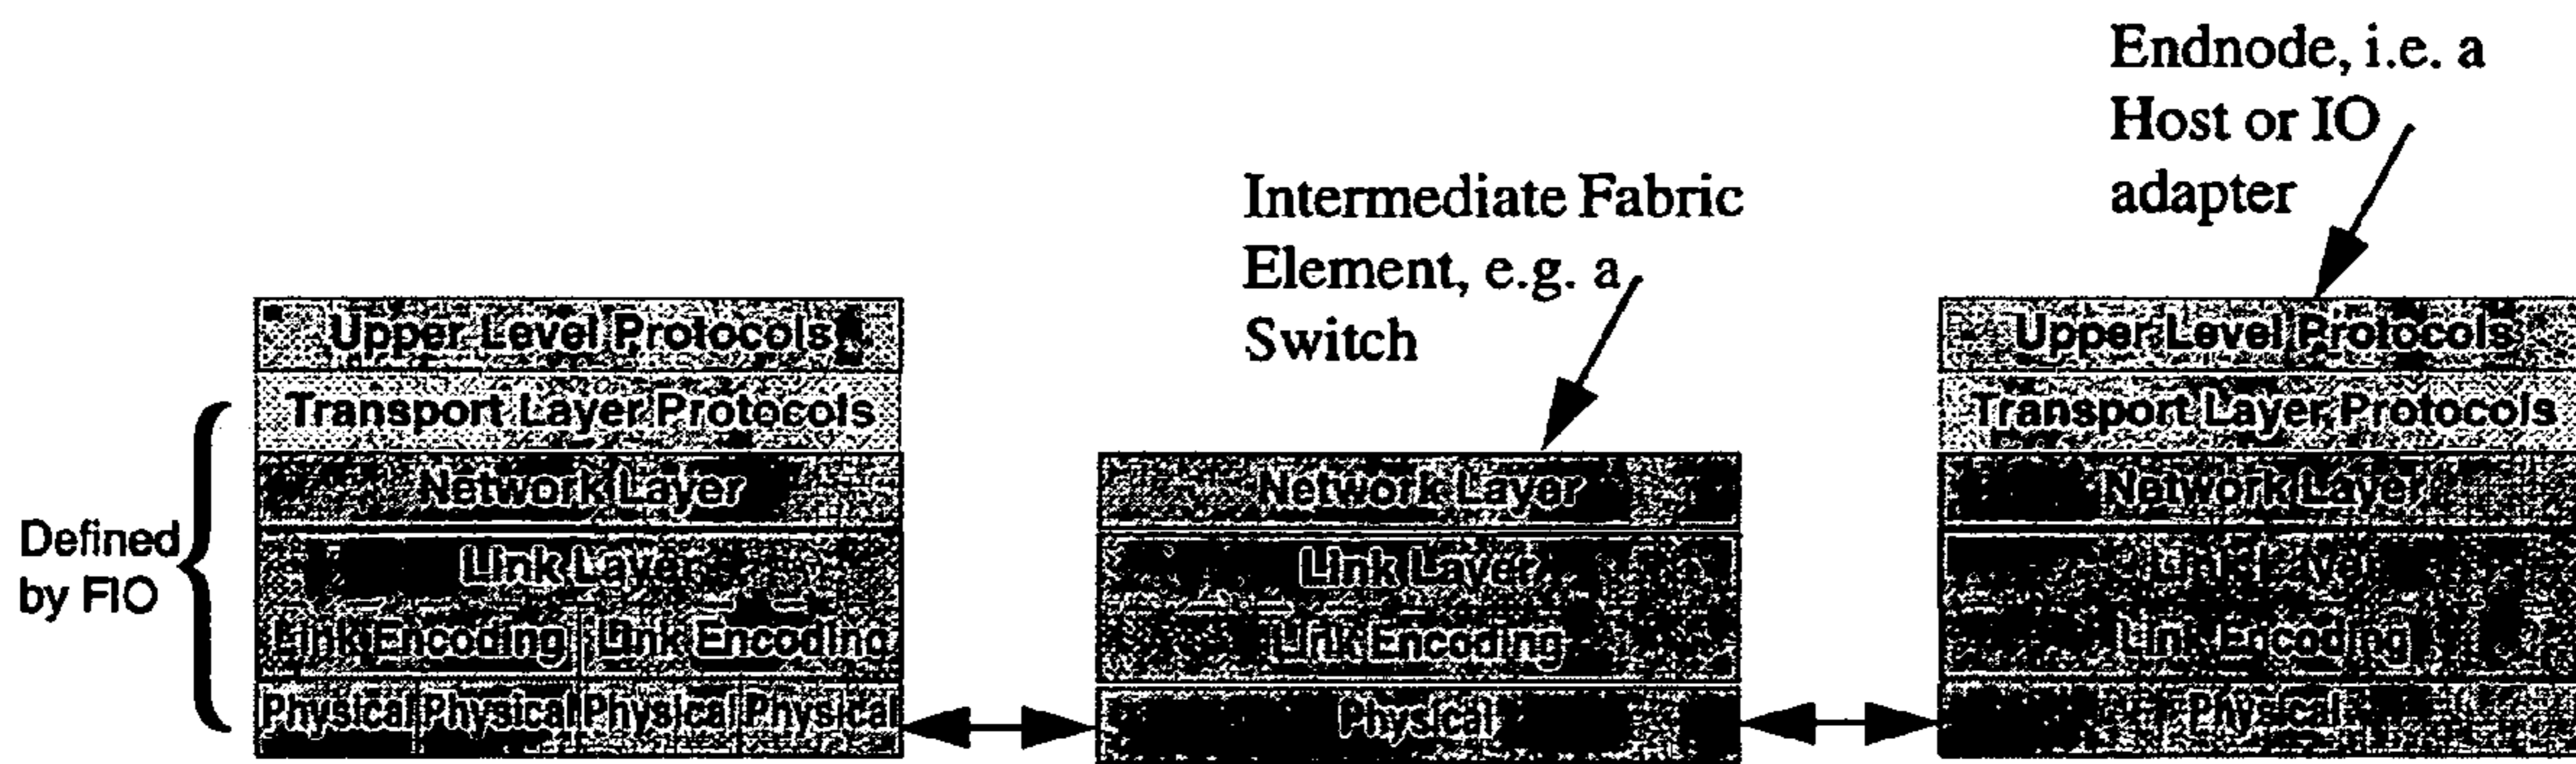 Endnode, i.e. a
Host or IO
adapter
Intermediate Fabric
Element, e.g. a
Switch
Defined
by FIO
Upper Level Protocols
Transport Layer Protocols
Network Layer
Link Layer
Link Encoding Link Encoding
Physical Physical Physical Physical
Network Layer
Link Layer
Link Encoding
Physical
Upper Level Protocols
Transport Layer Protocols
Network Layer
Link Layer
Link Encoding
Physical